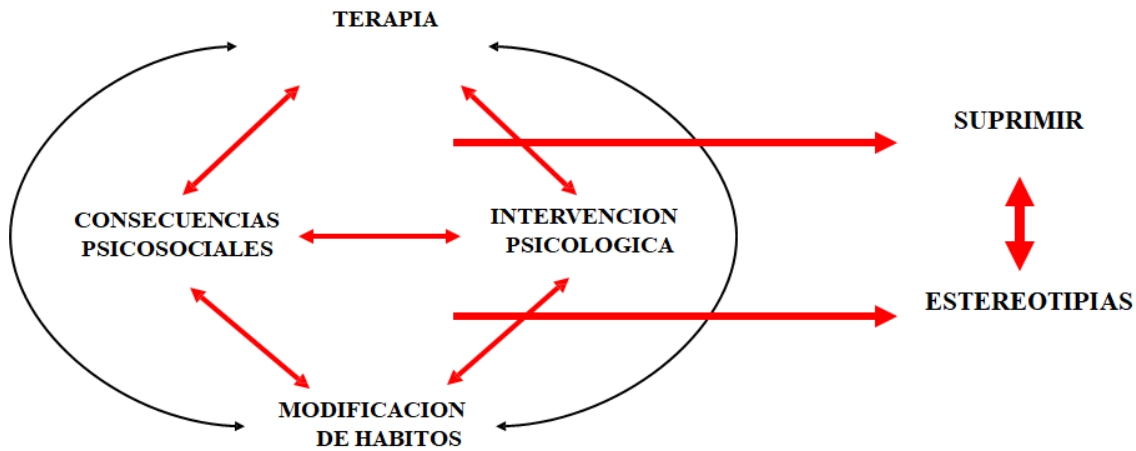 TERAPIA
SUPRIMIR
CONSECUENCIAS
PSICOSOCIALES
INTERVENCION
PSICOLOGICA
ESTEREOTIPIAS
MODIFICACION
DE HABITOS